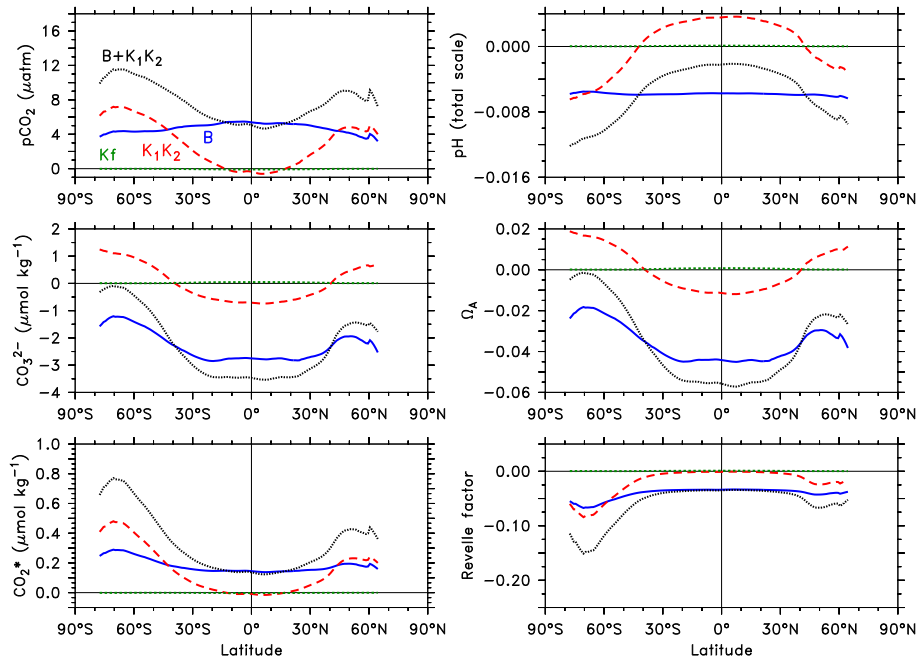 16
12
8
4
0
pCO₂ (μatm)
B+K₁K₂
B
K₁K₂
Kf
90°S 60°S 30°S 0° 30°N 60°N 90°N
0.000
-0.008
-0.016
pH (total scale)
90°S 60°S 30°S 0° 30°N 60°N 90°N
2
1
0
−1
−2
−3
−4
CO₃²⁻ (μmol kg⁻¹)
90°S 60°S 30°S 0° 30°N 60°N 90°N
0.02
0.00
−0.02
−0.04
−0.06
Ω_A
90°S 60°S 30°S 0° 30°N 60°N 90°N
1.0
0.8
0.6
0.4
0.2
0.0
CO₂* (μmol kg⁻¹)
90°S 60°S 30°S 0° 30°N 60°N 90°N
Latitude
0.00
−0.10
−0.20
Revelle factor
90°S 60°S 30°S 0° 30°N 60°N 90°N
Latitude